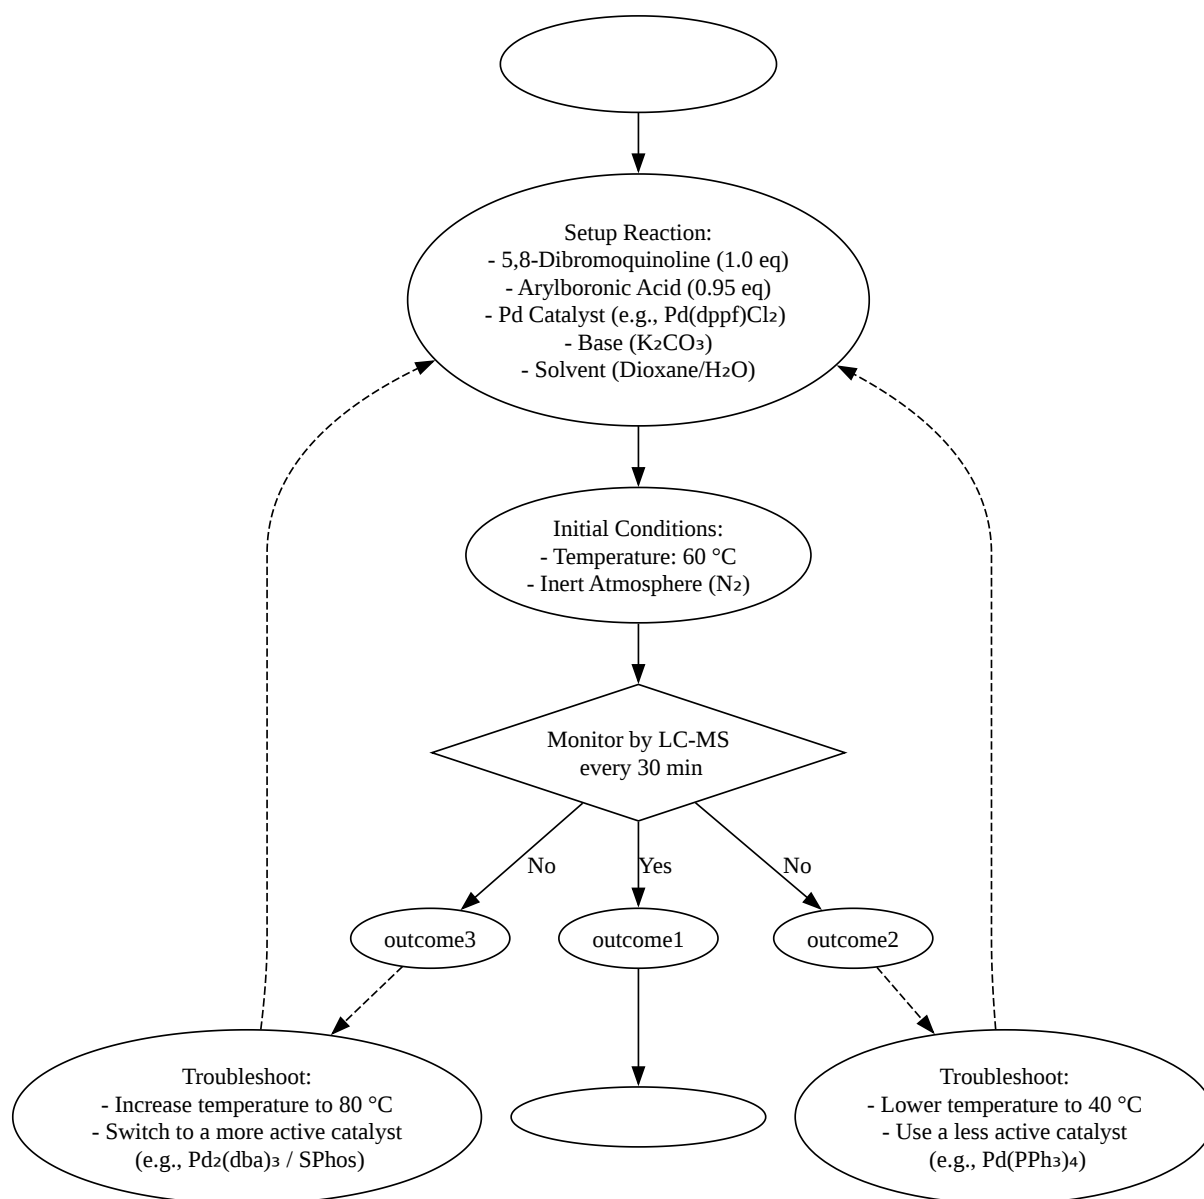 Setup Reaction:
- 5,8-Dibromoquinoline (1.0 eq)
- Arylboronic Acid (0.95 eq)
- Pd Catalyst (e.g., Pd(dppf)Cl₂)
- Base (K₂CO₃)
- Solvent (Dioxane/H₂O)
Initial Conditions:
- Temperature: 60 °C
- Inert Atmosphere (N₂)
Monitor by LC-MS
every 30 min
No
Yes
No
outcome3
outcome1
outcome2
Troubleshoot:
- Increase temperature to 80 °C
- Switch to a more active catalyst
(e.g., Pd₂(dba)₃ / SPhos)
Troubleshoot:
- Lower temperature to 40 °C
- Use a less active catalyst
(e.g., Pd(PPh₃)₄)